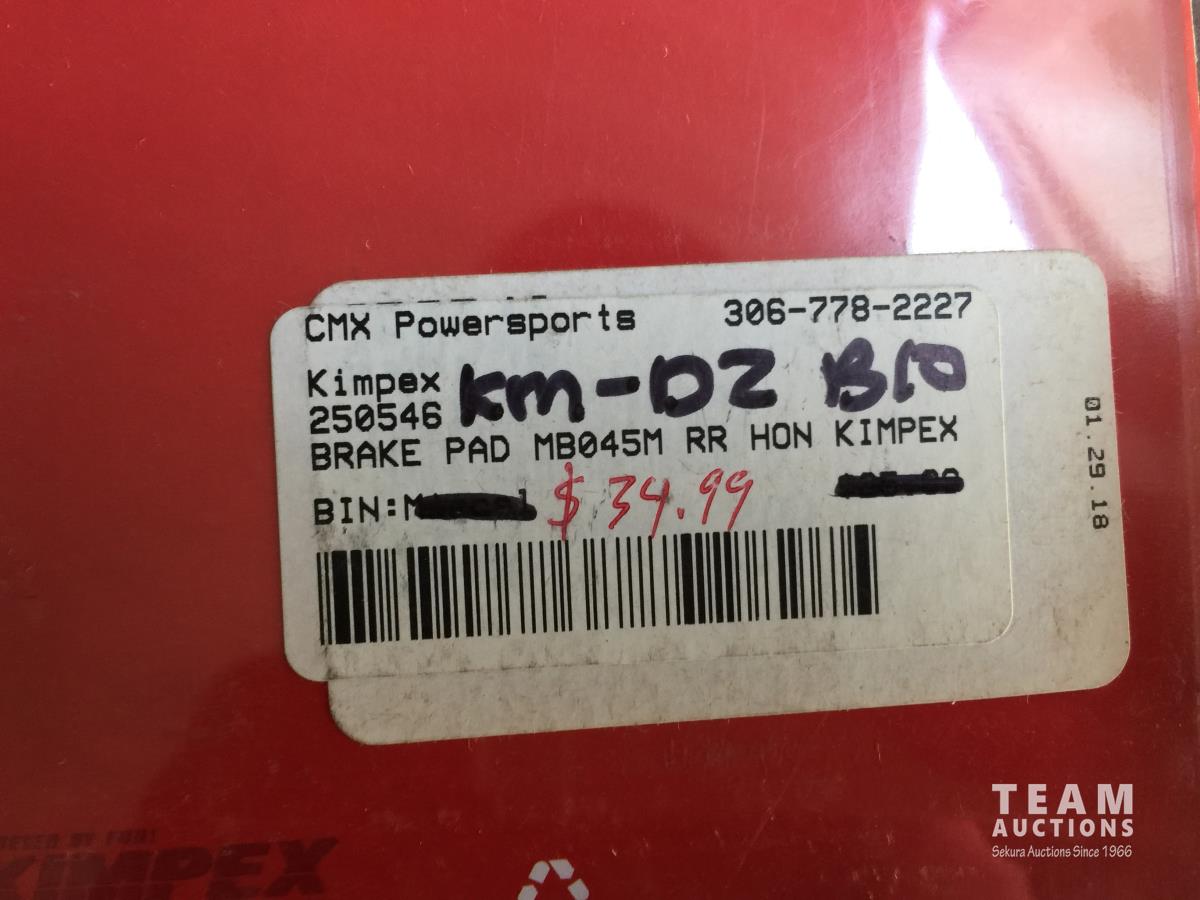 CMX Powersports 306-778-2227
Kimpex KM-DZ B10
250546
BRAKE PAD MB045M RR HON KIMPEX
BIN:M $34.99
01.29.18
KIMPEX
TEAM
AUCTIONS
Sekura Auctions Since 1966